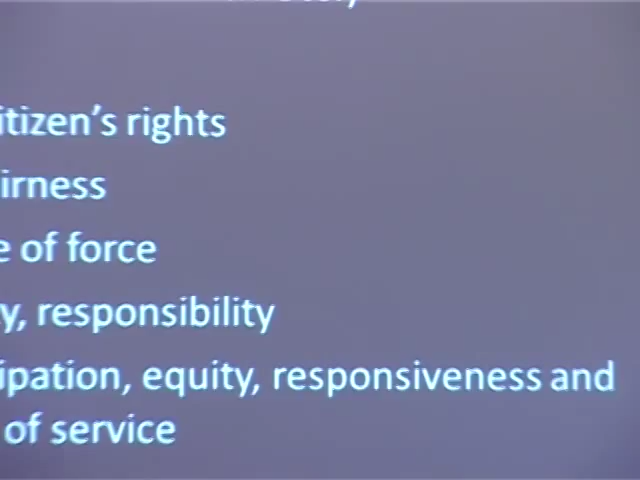 itizen's rights
irness
e of force
y, responsibility
ipation, equity, responsiveness and
of service